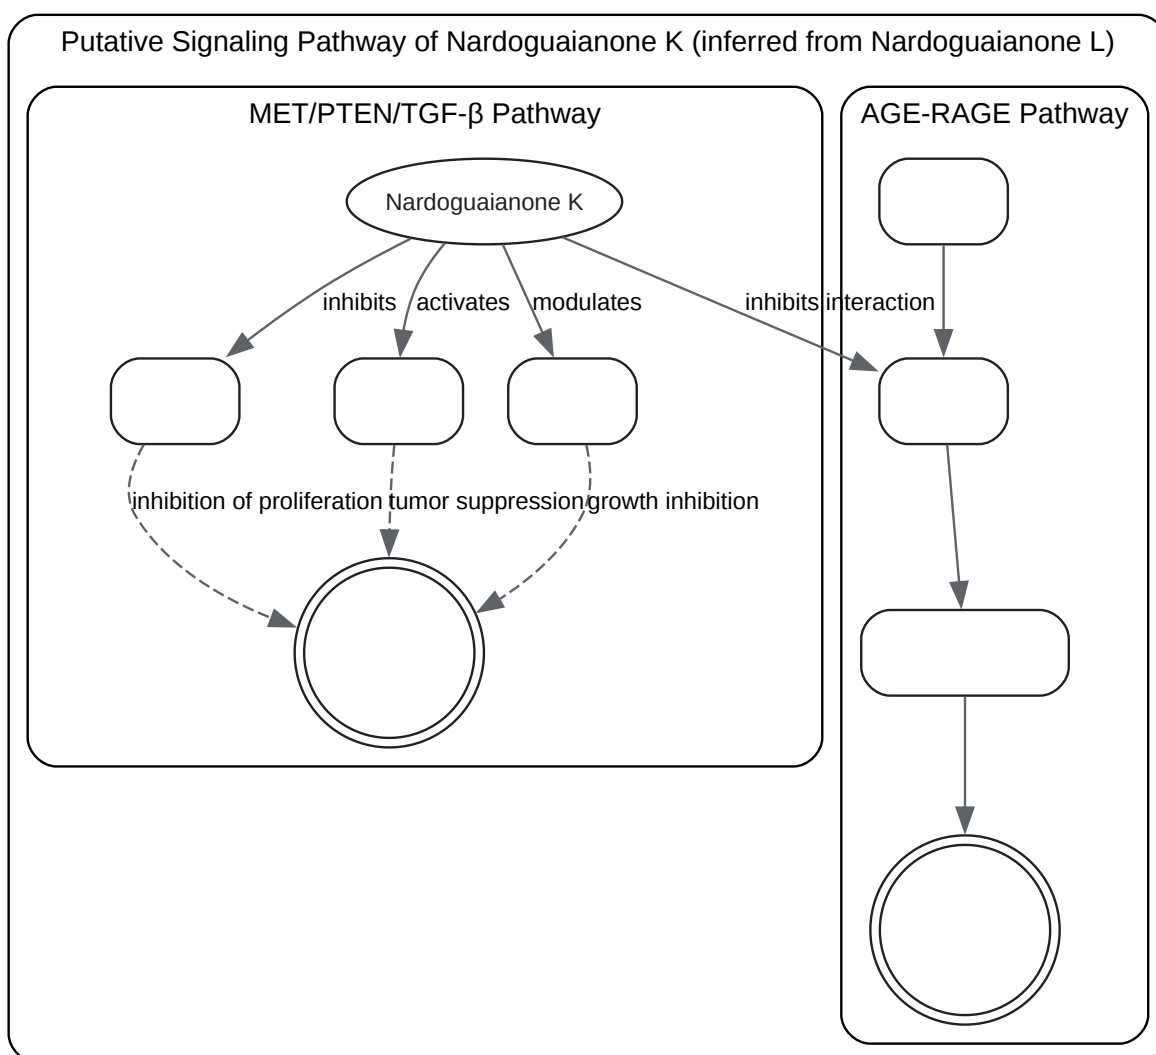 Putative Signaling Pathway of Nardoguaianone K (inferred from Nardoguaianone L)
MET/PTEN/TGF-β Pathway
AGE-RAGE Pathway
Nardoguaianone K
inhibits
activates
modulates
inhibits interaction
inhibition of proliferation
tumor suppression
growth inhibition